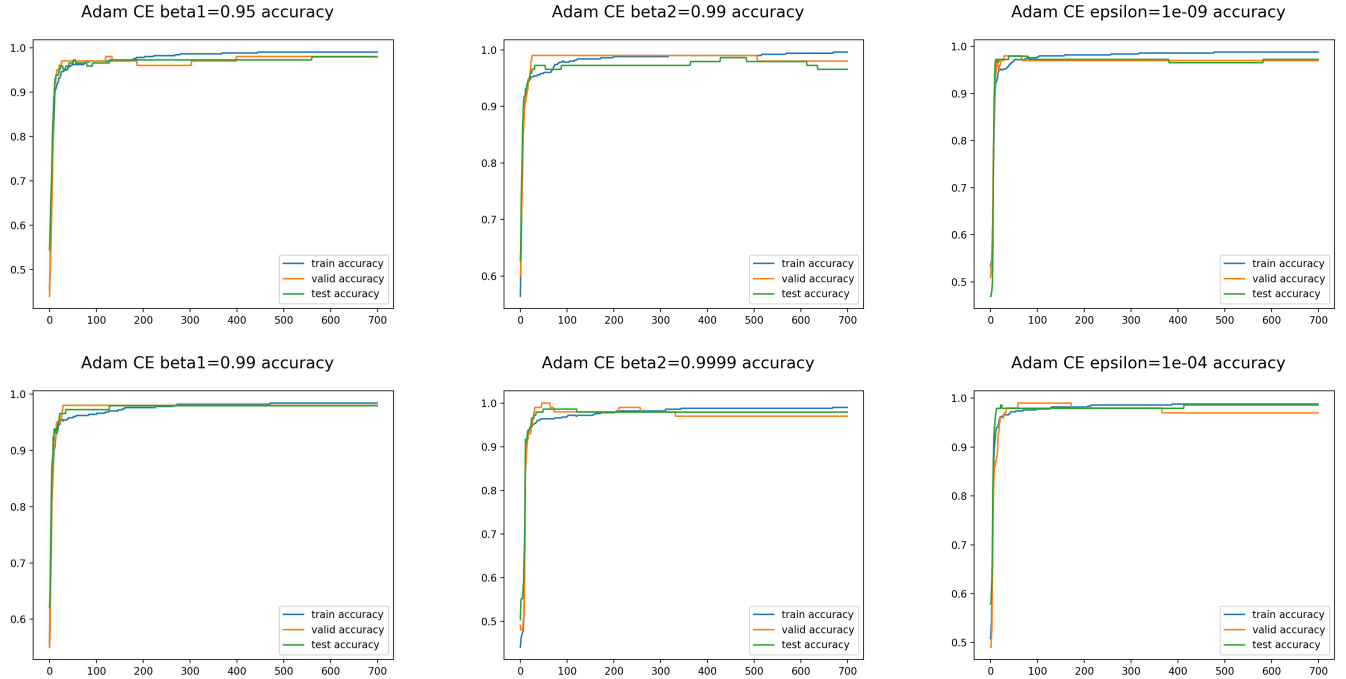 Adam CE beta1=0.95 accuracy
1.0
0.9
0.8
0.7
0.6
0.5
0 100 200 300 400 500 600 700
train accuracy
valid accuracy
test accuracy
Adam CE beta2=0.99 accuracy
1.0
0.9
0.8
0.7
0.6
0 100 200 300 400 500 600 700
train accuracy
valid accuracy
test accuracy
Adam CE epsilon=1e-09 accuracy
1.0
0.9
0.8
0.7
0.6
0.5
0 100 200 300 400 500 600 700
train accuracy
valid accuracy
test accuracy
Adam CE beta1=0.99 accuracy
1.0
0.9
0.8
0.7
0.6
0 100 200 300 400 500 600 700
train accuracy
valid accuracy
test accuracy
Adam CE beta2=0.9999 accuracy
1.0
0.9
0.8
0.7
0.6
0.5
0 100 200 300 400 500 600 700
train accuracy
valid accuracy
test accuracy
Adam CE epsilon=1e-04 accuracy
1.0
0.9
0.8
0.7
0.6
0.5
0 100 200 300 400 500 600 700
train accuracy
valid accuracy
test accuracy